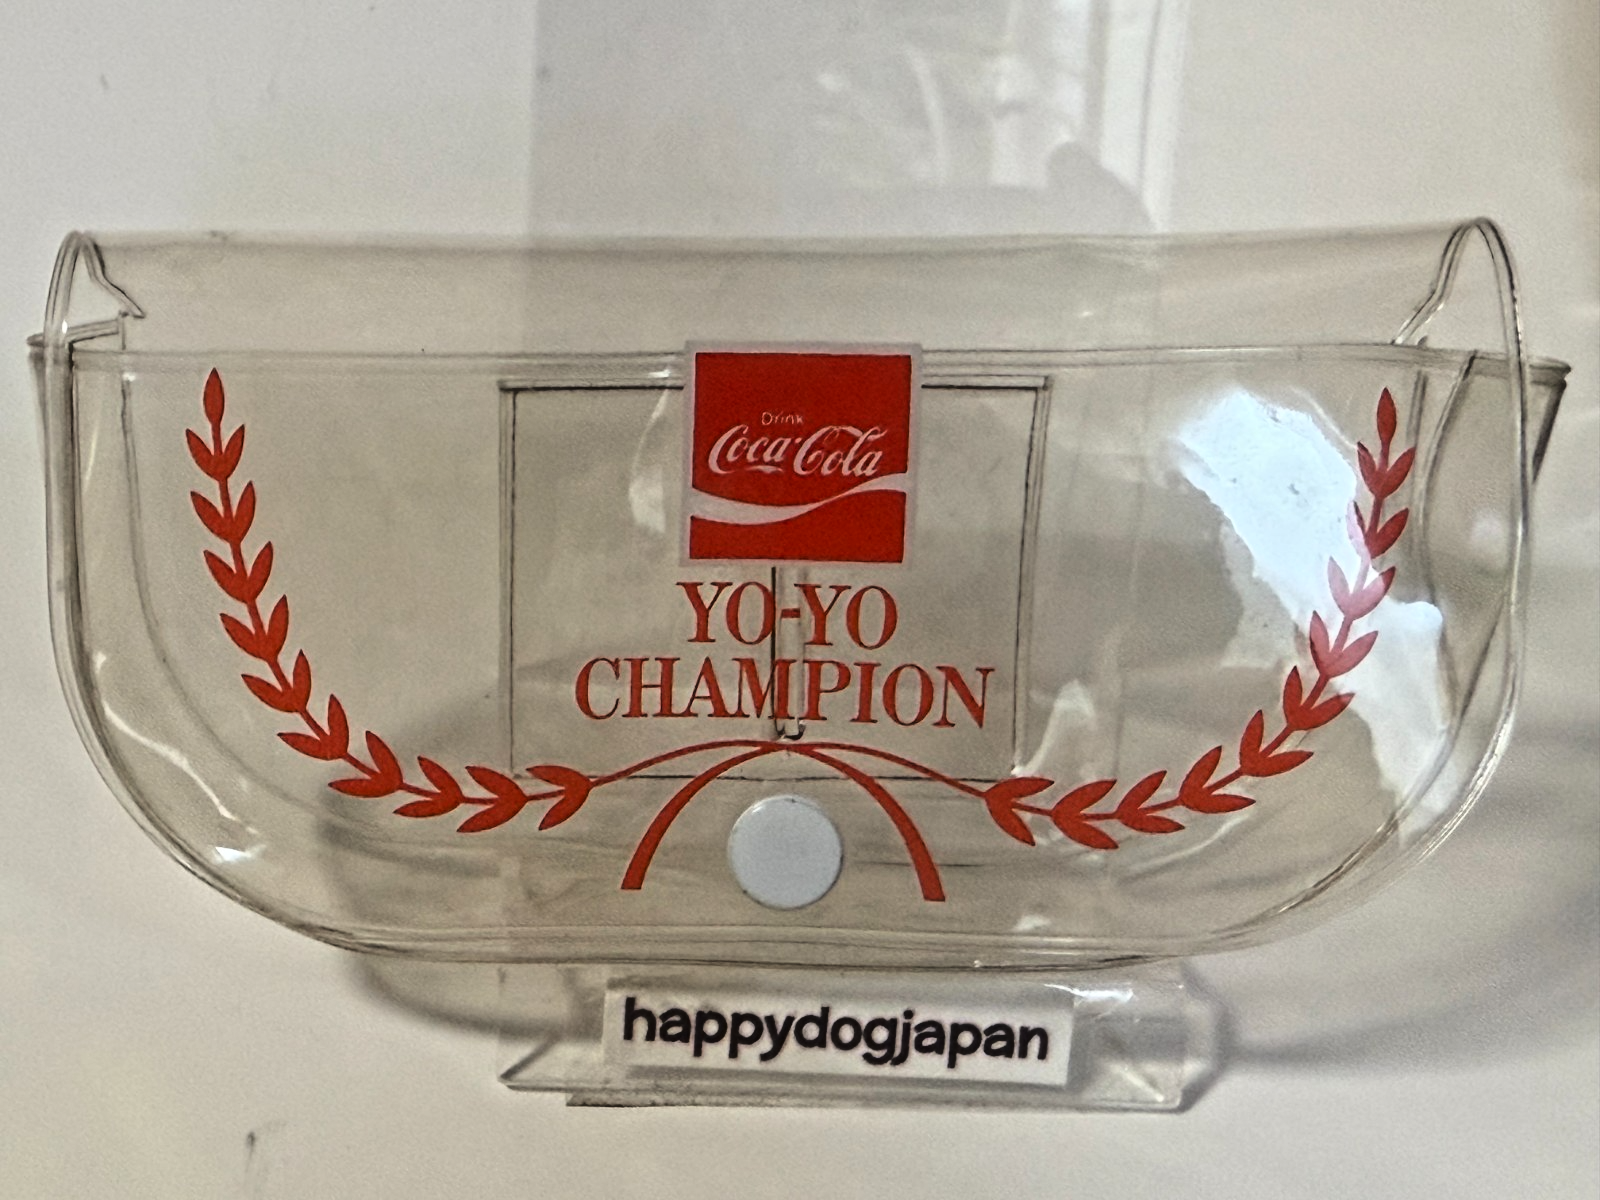 Drink
Coca-Cola
YO-YO
CHAMPION
happydogjapan